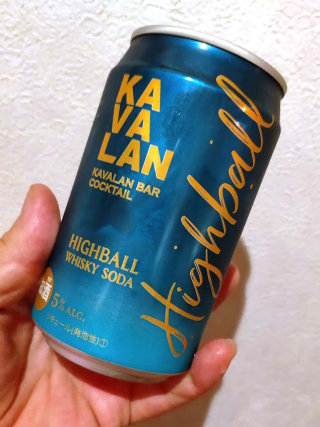 KA
VA
LAN
KAVALAN BAR
COCKTAIL
Highball
HIGHBALL
WHISKY SODA
酒
5% ALC.
キュール(発泡性)①